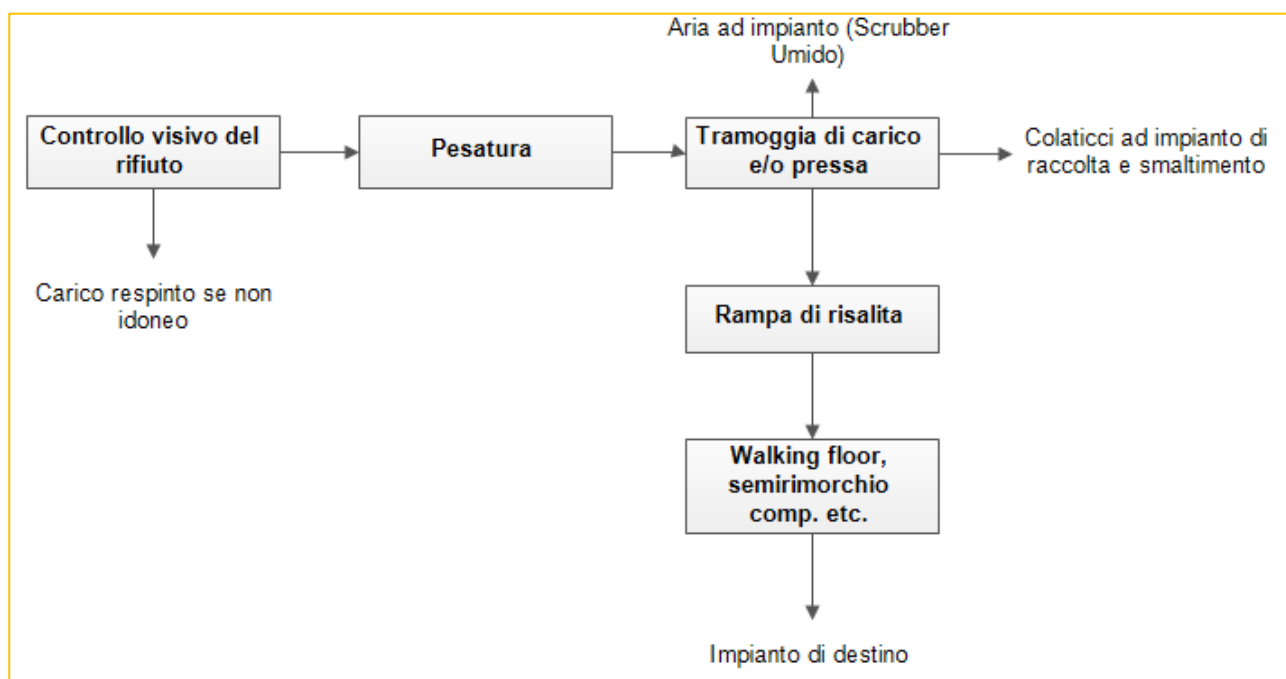 Aria ad impianto (Scrubber
Umido)
Controllo visivo del
rifiuto
Pesatura
Tramoggia di carico
e/o pressa
Colaticci ad impianto di
raccolta e smaltimento
Carico respinto se non
idoneo
Rampa di risalita
Walking floor,
semirimorchio
comp. etc.
Impianto di destino